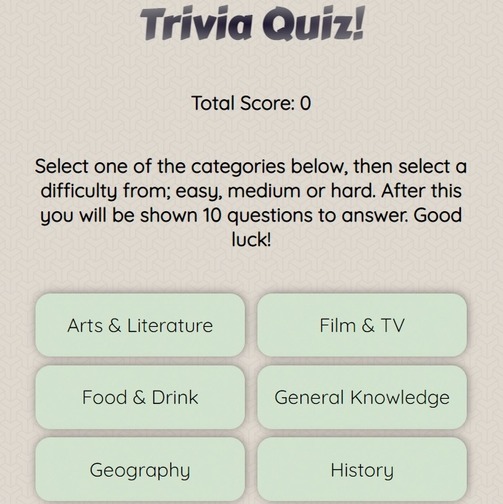 Trivia Quiz!
Total Score: 0
Select one of the categories below, then select a
difficulty from; easy, medium or hard. After this
you will be shown 10 questions to answer. Good
luck!
Arts & Literature
Film & TV
Food & Drink
General Knowledge
Geography
History